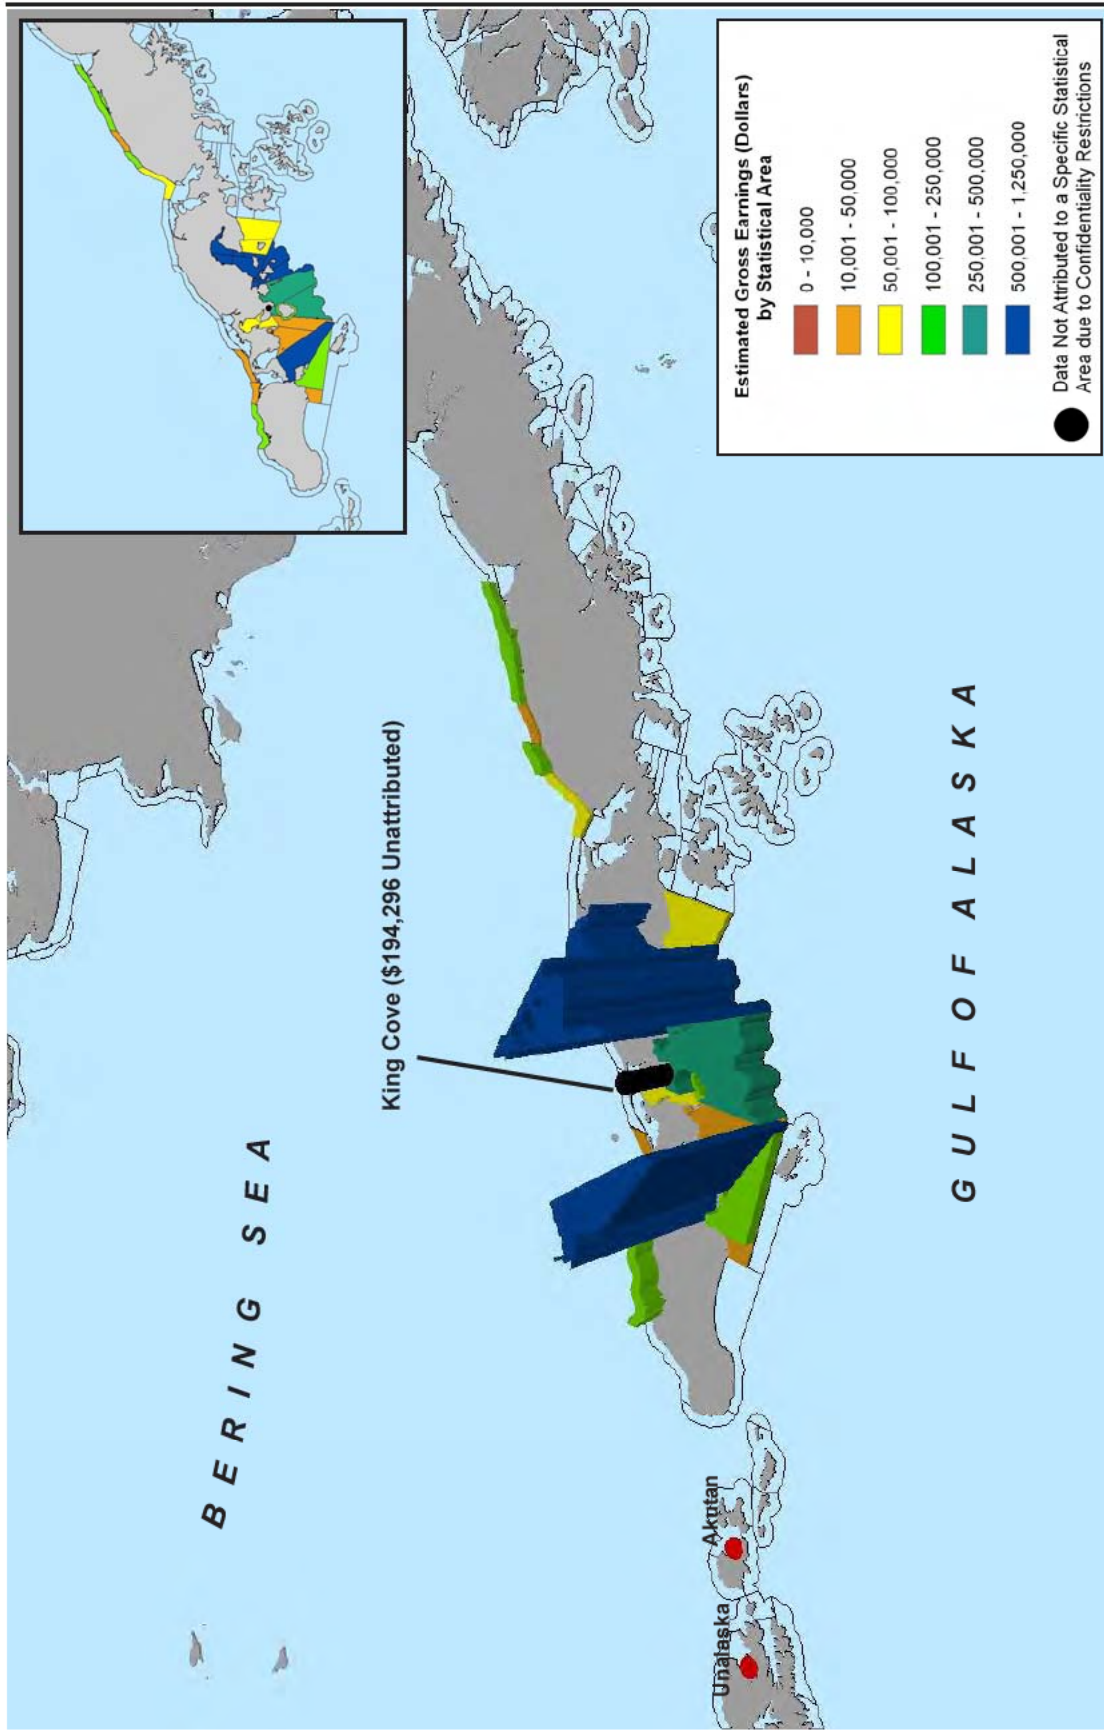 BERING SEA
King Cove ($194,296 Unattributed)
Unalaska
Akutan
GULF OF ALASKA
Estimated Gross Earnings (Dollars)
by Statistical Area
0 - 10,000
10,001 - 50,000
50,001 - 100,000
100,001 - 250,000
250,001 - 500,000
500,001 - 1,250,000
Data Not Attributed to a Specific Statistical
Area due to Confidentiality Restrictions